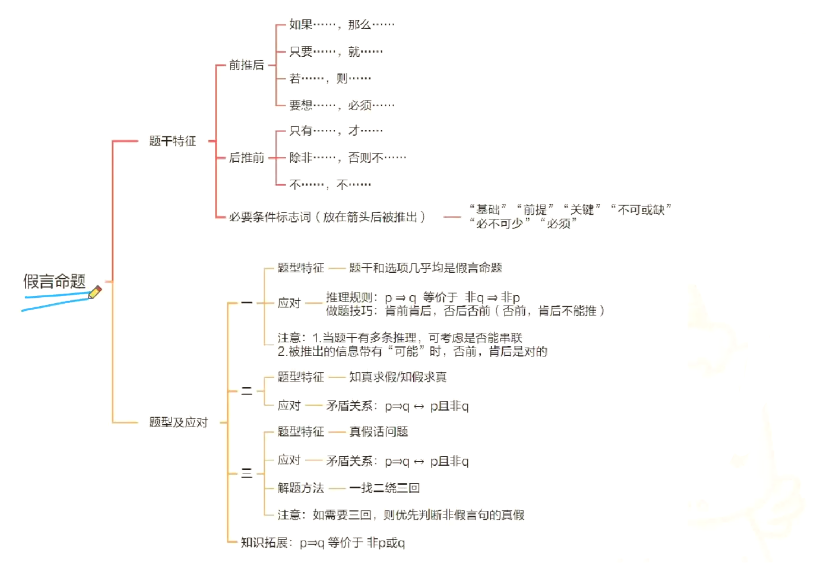 假言命题
题干特征
前推后
如果……，那么……
只要……，就……
若……，则……
要想……，必须……
后推前
只有……，才……
除非……，否则不……
不……，不……
必要条件标志词（放在箭头后被推出）
“基础”“前提”“关键”“不可或缺”
“必不可少”“必须”
题型及应对
一
题型特征
题干和选项几乎均是假言命题
应对
推理规则：p⇒q 等价于 非q⇒非p
做题技巧：肯前肯后，否后否前（否前，肯后不能推）
注意：1.当题干有多条推理，可考虑是否能串联
2.被推出的信息带有“可能”时，否前，肯后是对的
二
题型特征
知真求假/知假求真
应对
矛盾关系：p⇒q ↔ p且非q
三
题型特征
真假话问题
应对
矛盾关系：p⇒q ↔ p且非q
解题方法
一找二绕三回
注意：如需要三回，则优先判断非假言句的真假
知识拓展：p⇒q 等价于 非p或q